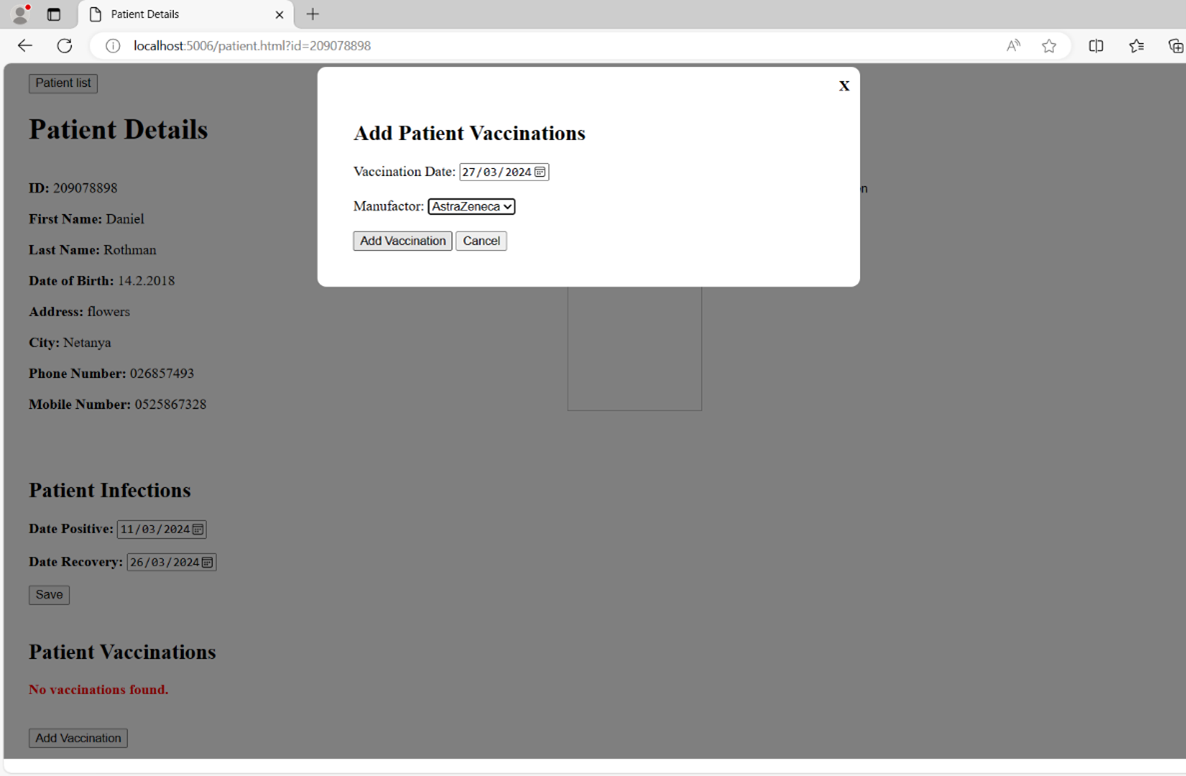 Patient Details
localhost:5006/patient.html?id=209078898
Patient list
X
Patient Details
Add Patient Vaccinations
Vaccination Date: 27/03/2024
Manufactor: AstraZeneca
Add Vaccination Cancel
ID: 209078898
First Name: Daniel
Last Name: Rothman
Date of Birth: 14.2.2018
Address: flowers
City: Netanya
Phone Number: 026857493
Mobile Number: 0525867328
Patient Infections
Date Positive: 11/03/2024
Date Recovery: 26/03/2024
Save
Patient Vaccinations
No vaccinations found.
Add Vaccination